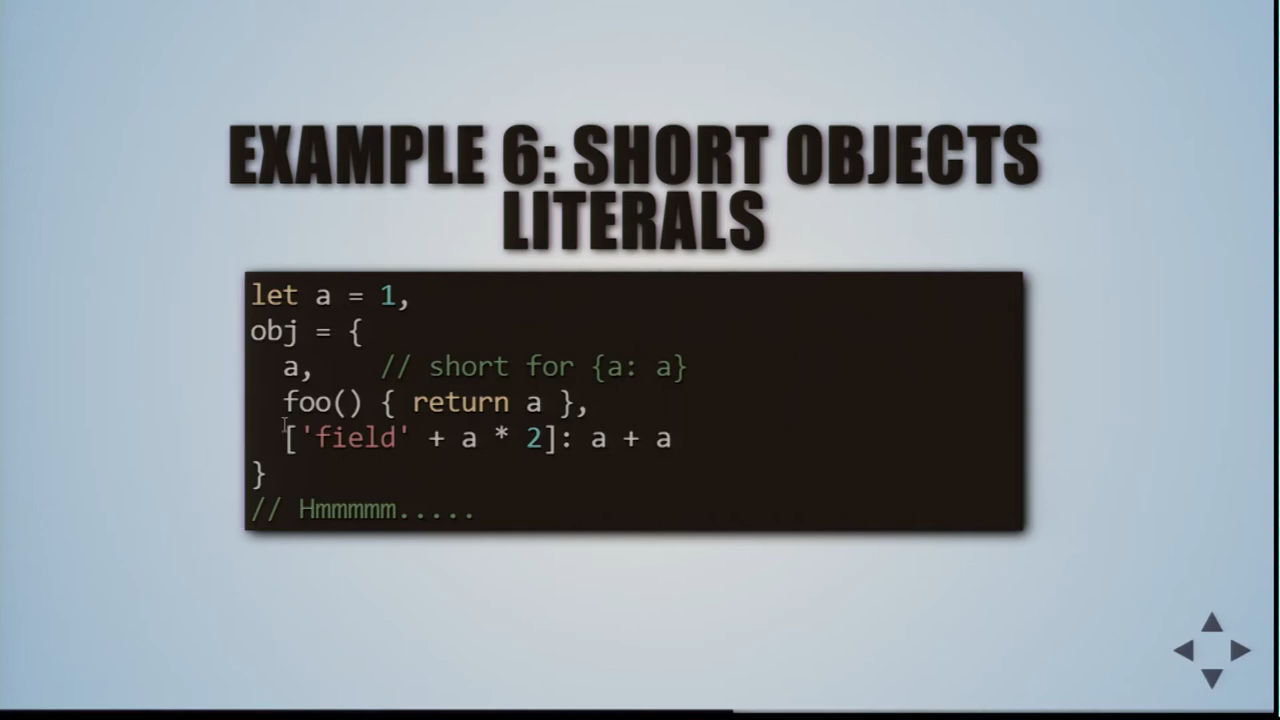 EXAMPLE 6: SHORT OBJECTS
LITERALS
let a = 1,
obj = {
  a,    // short for {a: a}
  foo() { return a },
  ['field' + a * 2]: a + a
}
// Hmmmmm.....